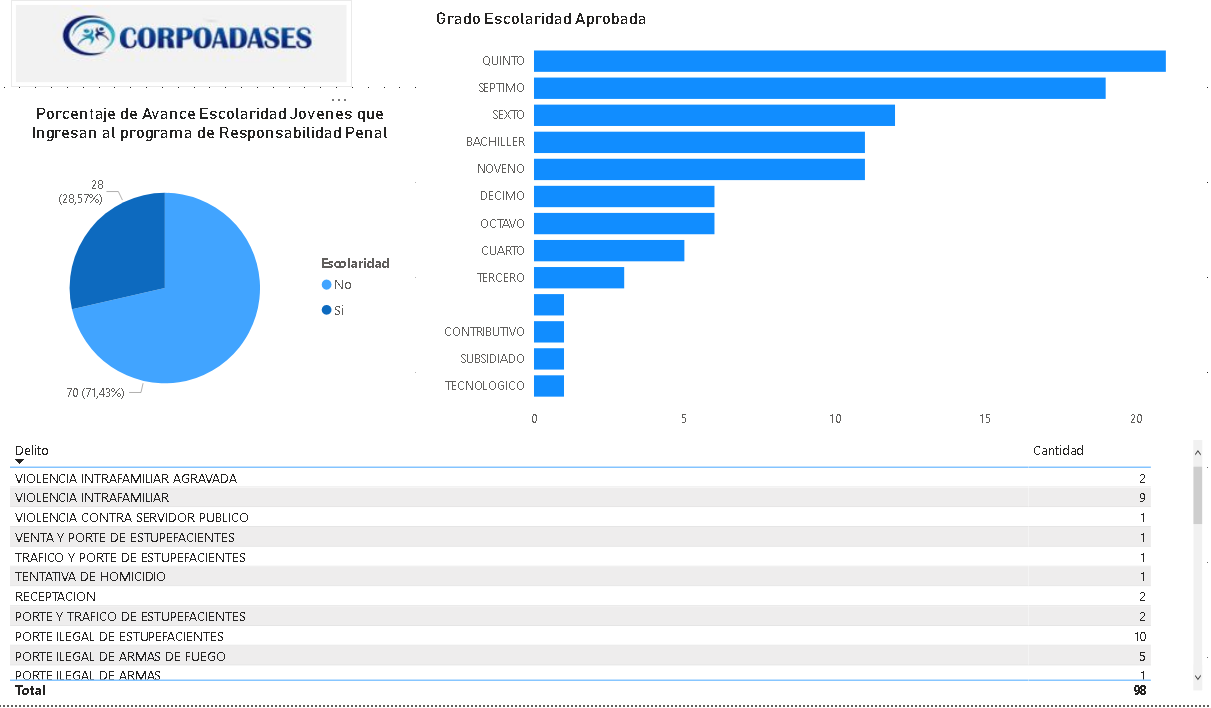 CORPOADASES
Porcentaje de Avance Escolaridad Jovenes que
Ingresan al programa de Responsabilidad Penal
28
(28,57%)
70 (71,43%)
Escolaridad
No
Si
Grado Escolaridad Aprobada
QUINTO
SEPTIMO
SEXTO
BACHILLER
NOVENO
DECIMO
OCTAVO
CUARTO
TERCERO
CONTRIBUTIVO
SUBSIDIADO
TECNOLOGICO
0 5 10 15 20
Delito Cantidad
VIOLENCIA INTRAFAMILIAR AGRAVADA 2
VIOLENCIA INTRAFAMILIAR 9
VIOLENCIA CONTRA SERVIDOR PUBLICO 1
VENTA Y PORTE DE ESTUPEFACIENTES 1
TRAFICO Y PORTE DE ESTUPEFACIENTES 1
TENTATIVA DE HOMICIDIO 1
RECEPTACION 2
PORTE Y TRAFICO DE ESTUPEFACIENTES 2
PORTE ILEGAL DE ESTUPEFACIENTES 10
PORTE ILEGAL DE ARMAS DE FUEGO 5
PORTE ILEGAL DE ARMAS 1
Total 98